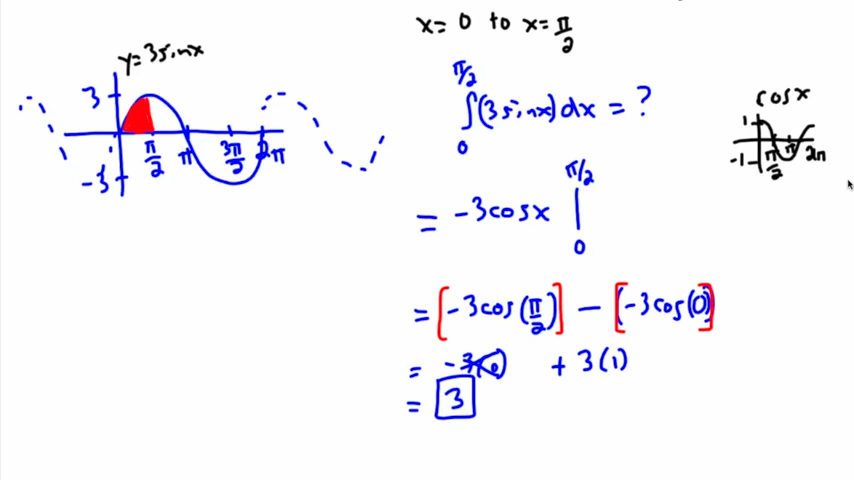 x= 0 to x= π/2
y=3sinx
3
-3
π/2 π 3π/2 2π
∫₀^(π/2) (3sinx)dx = ?
cosx
1
-1
π/2 π 2π
= -3cosx |₀^(π/2)
= [-3cos(π/2)] - [-3cos(0)]
= -3(0) + 3(1)
= 3